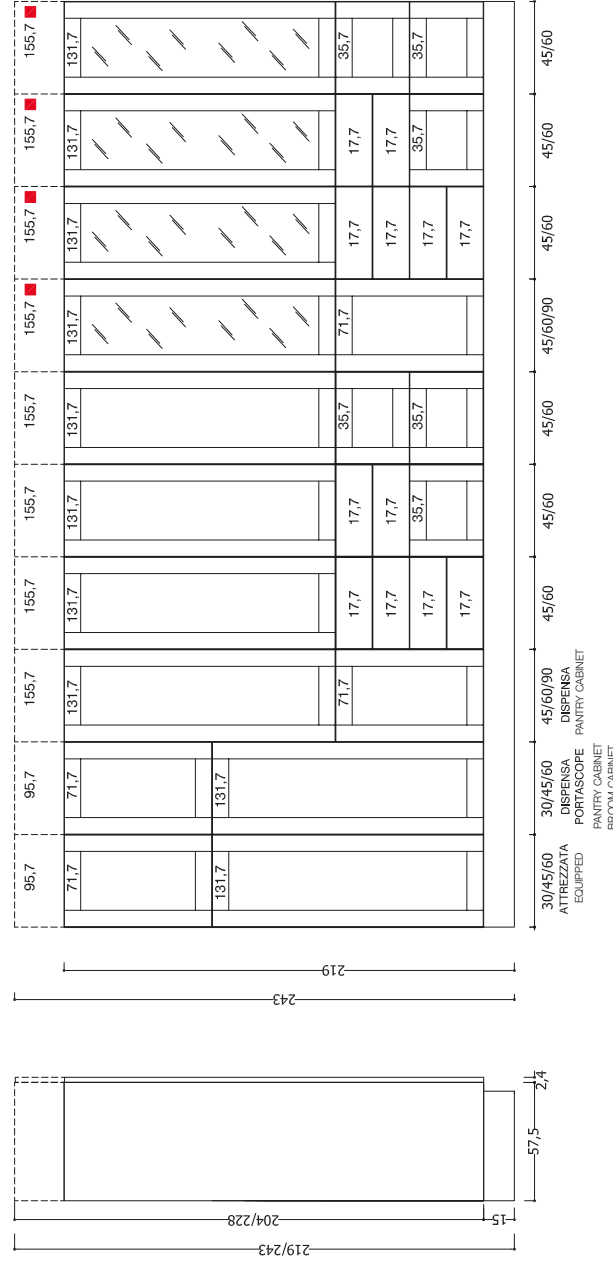 219/243
204/228
15
57,5
2,4
243
219
95,7 95,7 155,7 155,7 155,7 155,7 155,7 155,7 155,7 155,7
71,7 71,7 131,7 131,7 131,7 131,7 131,7 131,7 131,7 131,7
131,7 131,7
71,7 17,7 17,7 35,7 71,7 17,7 17,7 35,7
17,7 17,7 17,7 17,7
17,7 35,7 35,7 17,7 35,7 35,7
17,7 17,7
30/45/60 30/45/60 45/60/90 45/60 45/60 45/60 45/60/90 45/60 45/60 45/60
ATTREZZATA
EQUIPPED
DISPENSA
PORTASCOPE
PANTRY CABINET
BROOM CABINET
DISPENSA
PANTRY CABINET